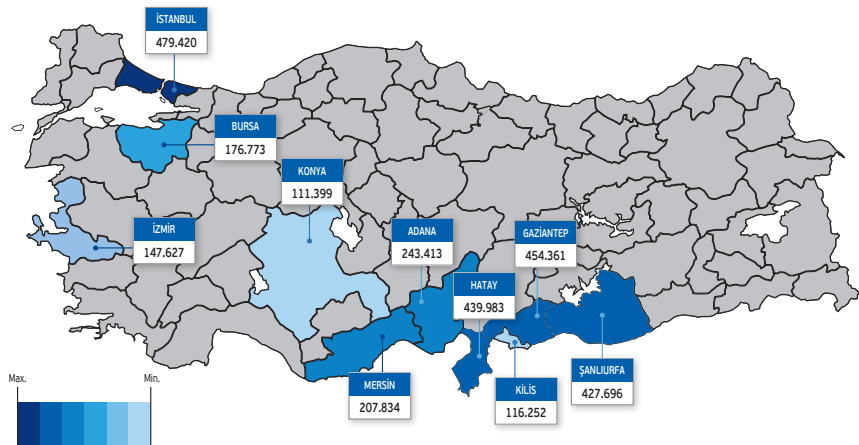 İSTANBUL
479.420
BURSA
176.773
KONYA
111.399
İZMİR
147.627
ADANA
243.413
GAZİANTEP
454.361
HATAY
439.983
MERSİN
207.834
KİLİS
116.252
ŞANLIURFA
427.696
Max.
Min.